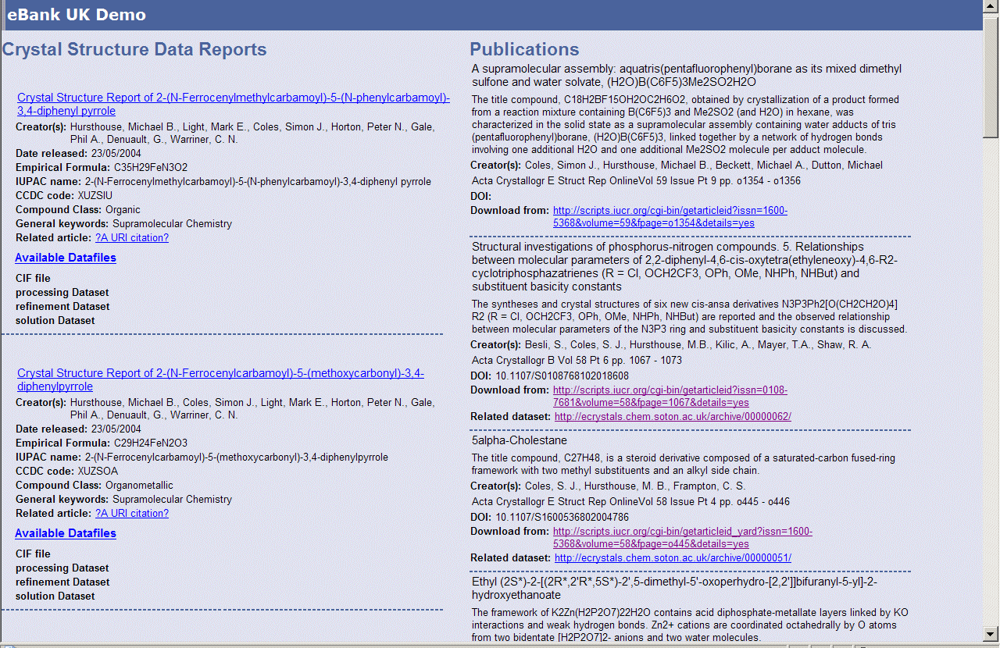 eBank UK Demo
Crystal Structure Data Reports
Crystal Structure Report of 2-(N-Ferrocenylmethylcarbamoyl)-5-(N-phenylcarbamoyl)-
3,4-diphenyl pyrrole
Creator(s): Hursthouse, Michael B., Light, Mark E., Coles, Simon J., Horton, Peter N., Gale,
Phil A., Denuault, G., Warriner, C. N.
Date released: 23/05/2004
Empirical Formula: C35H29FeN3O2
IUPAC name: 2-(N-Ferrocenylmethylcarbamoyl)-5-(N-phenylcarbamoyl)-3,4-diphenyl pyrrole
CCDC code: XUZSIU
Compound Class: Organic
General keywords: Supramolecular Chemistry
Related article: ?A URI citation?
Available Datafiles
CIF file
processing Dataset
refinement Dataset
solution Dataset
Crystal Structure Report of 2-(N-Ferrocenylcarbamoyl)-5-(methoxycarbonyl)-3,4-
diphenylpyrrole
Creator(s): Hursthouse, Michael B., Coles, Simon J., Light, Mark E., Horton, Peter N., Gale,
Phil A., Denuault, G., Warriner, C. N.
Date released: 23/05/2004
Empirical Formula: C29H24FeN2O3
IUPAC name: 2-(N-Ferrocenylcarbamoyl)-5-(methoxycarbonyl)-3,4-diphenylpyrrole
CCDC code: XUZSOA
Compound Class: Organometallic
General keywords: Supramolecular Chemistry
Related article: ?A URI citation?
Available Datafiles
CIF file
processing Dataset
refinement Dataset
solution Dataset
Publications
A supramolecular assembly: aquatris(pentafluorophenyl)borane as its mixed dimethyl
sulfone and water solvate, (H2O)B(C6F5)3Me2SO2H2O
The title compound, C18H2BF15OH2OC2H6O2, obtained by crystallization of a product formed
from a reaction mixture containing B(C6F5)3 and Me2SO2 (and H2O) in hexane, was
characterized in the solid state as a supramolecular assembly containing water adducts of tris
(pentafluorophenyl)borane, (H2O)B(C6F5)3, linked together by a network of hydrogen bonds
involving one additional H2O and one additional Me2SO2 molecule per adduct molecule.
Creator(s): Coles, Simon J., Hursthouse, Michael B., Beckett, Michael A., Dutton, Michael
Acta Crystallogr E Struct Rep OnlineVol 59 Issue Pt 9 pp. o1354 - o1356
DOI:
Download from: http://scripts.iucr.org/cgi-bin/getarticleid?issn=1600-
5368&volume=59&fpage=o1354&details=yes
Structural investigations of phosphorus-nitrogen compounds. 5. Relationships
between molecular parameters of 2,2-diphenyl-4,6-cis-oxytetra(ethyleneoxy)-4,6-R2-
cyclotriphosphazatrienes (R = Cl, OCH2CF3, OPh, OMe, NHPh, NHBut) and
substituent basicity constants
The syntheses and crystal structures of six new cis-ansa derivatives N3P3Ph2[O(CH2CH2O)4]
R2 (R = Cl, OCH2CF3, OPh, OMe, NHPh, NHBut) are reported and the observed relationship
between molecular parameters of the N3P3 ring and substituent basicity constants is discussed.
Creator(s): Besli, S., Coles, S. J., Hursthouse, M.B., Kilic, A., Mayer, T.A., Shaw, R. A.
Acta Crystallogr B Vol 58 Pt 6 pp. 1067 - 1073
DOI: 10.1107/S0108768102018608
Download from: http://scripts.iucr.org/cgi-bin/getarticleid?issn=0108-
7681&volume=58&fpage=1067&details=yes
Related dataset: http://ecrystals.chem.soton.ac.uk/archive/00000062/
5alpha-Cholestane
The title compound, C27H48, is a steroid derivative composed of a saturated-carbon fused-ring
framework with two methyl substituents and an alkyl side chain.
Creator(s): Coles, S. J., Hursthouse, M. B., Frampton, C. S.
Acta Crystallogr E Struct Rep OnlineVol 58 Issue Pt 4 pp. o445 - o446
DOI: 10.1107/S1600536802004786
Download from: http://scripts.iucr.org/cgi-bin/getarticleid_yard?issn=1600-
5368&volume=58&fpage=o445&details=yes
Related dataset: http://ecrystals.chem.soton.ac.uk/archive/00000051/
Ethyl (2S*)-2-[(2R*,2'R*,5S*)-2',5-dimethyl-5'-oxoperhydro-[2,2']]bifuranyl-5-yl]-2-
hydroxyethanoate
The framework of K2Zn(H2P2O7)22H2O contains acid diphosphate-metallate layers linked by KO
interactions and weak hydrogen bonds. Zn2+ cations are coordinated octahedrally by O atoms
from two bidentate [H2P2O7]2- anions and two water molecules.